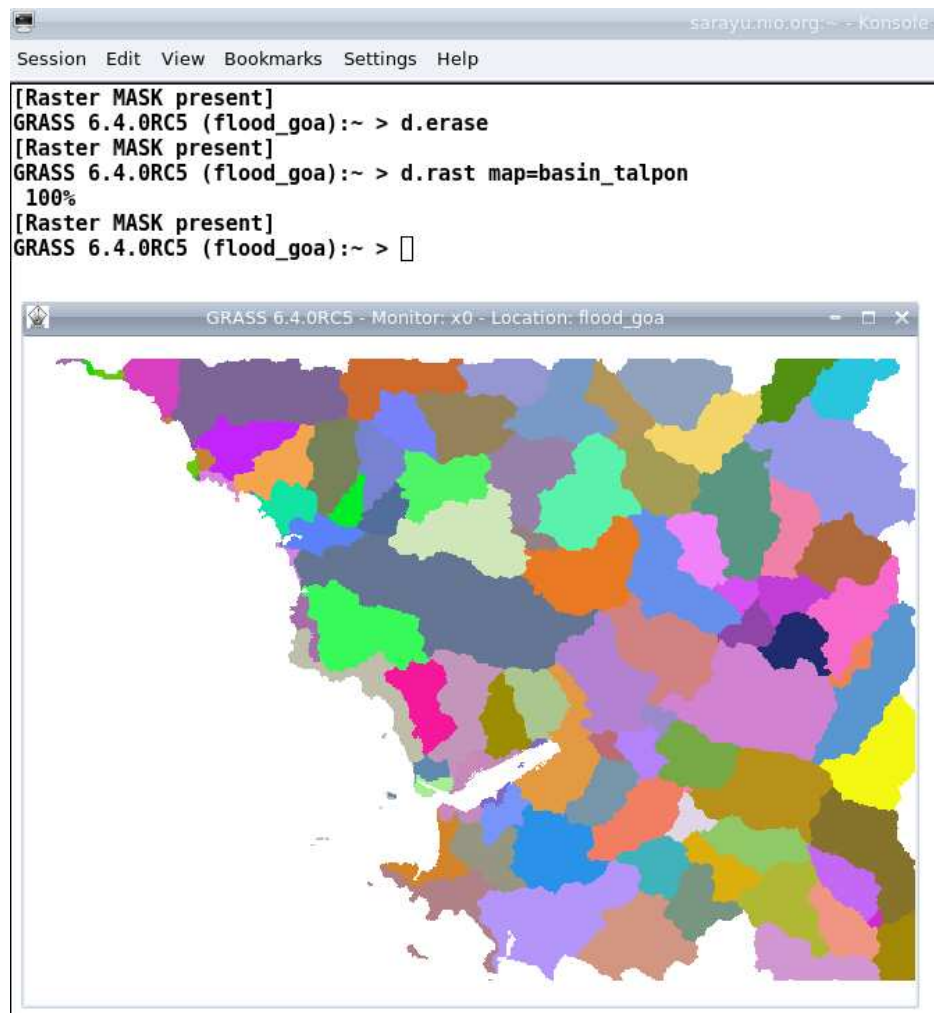 sarayu.nio.org:~ - Konsole
Session Edit View Bookmarks Settings Help
[Raster MASK present]
GRASS 6.4.0RC5 (flood_goa):~ > d.erase
[Raster MASK present]
GRASS 6.4.0RC5 (flood_goa):~ > d.rast map=basin_talpon
100%
[Raster MASK present]
GRASS 6.4.0RC5 (flood_goa):~ >
GRASS 6.4.0RC5 - Monitor: x0 - Location: flood_goa